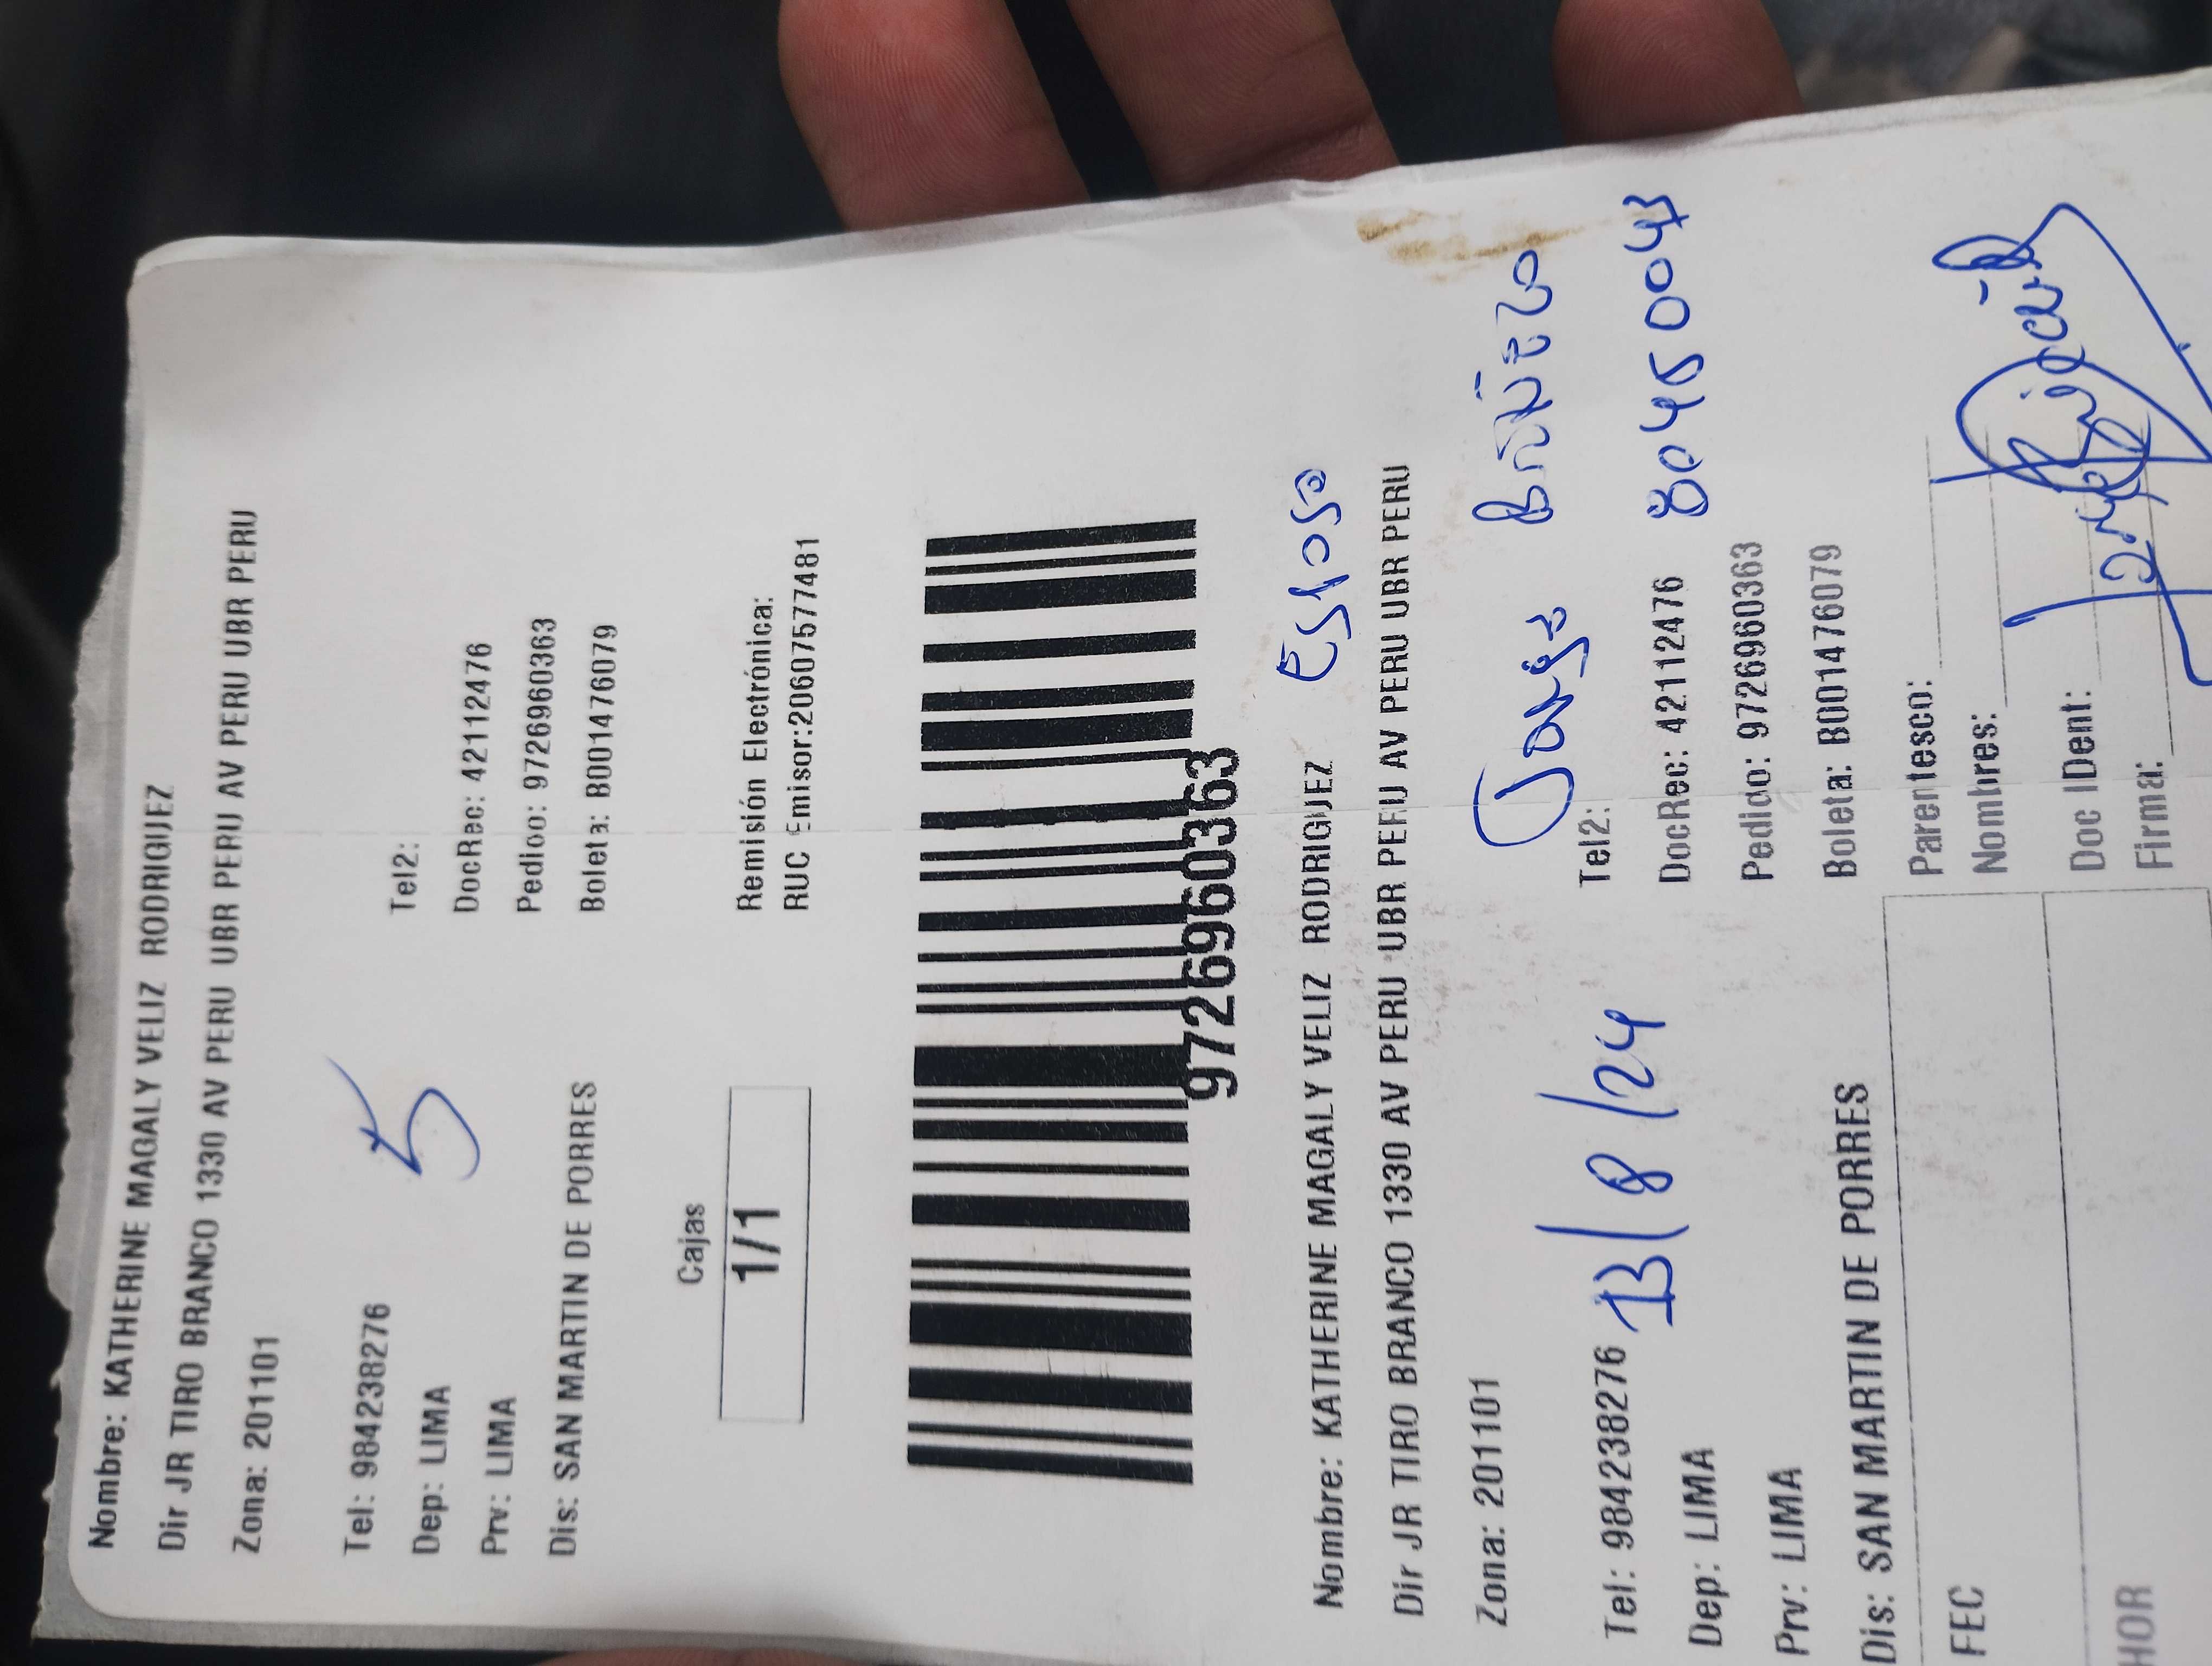 Nombre: KATHERINE MAGALY VELIZ RODRIGUEZ
Dir JR TIRO BRANCO 1330 AV PERU UBR PERU AV PERU UBR PERU
Zona: 201101
Tel: 984238276
Tel2:
Dep: LIMA
DocRec: 42112476
Prv: LIMA
Pedido: 9726960363
Dis: SAN MARTIN DE PORRES
Boleta: B001476079
5
Cajas
1/1
Remisión Electrónica:
RUC Emisor:20607577481
9726960363
Nombre: KATHERINE MAGALY VELIZ RODRIGUEZ
Esposo
Dir JR TIRO BRANCO 1330 AV PERU UBR PERU AV PERU UBR PERU
Zona: 201101
Jorge
Tel: 984238276
13/8/24
Tel2:
Dep: LIMA
DocRec: 42112476
80450043
Prv: LIMA
Pedido: 9726960363
Dis: SAN MARTIN DE PORRES
Boleta: B001476079
FEC
Parentesco:
Nombres:
HOR
Doc IDent:
Firma: